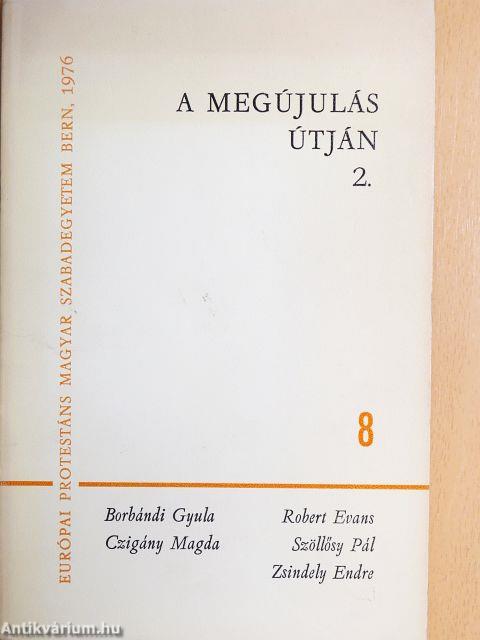 A MEGÚJULÁS
ÚTJÁN
2.
EURÓPAI PROTESTÁNS MAGYAR SZABADEGYETEM BERN, 1976
8
Borbándi Gyula
Czigány Magda
Robert Evans
Szöllősy Pál
Zsindely Endre
Antikvárium.hu